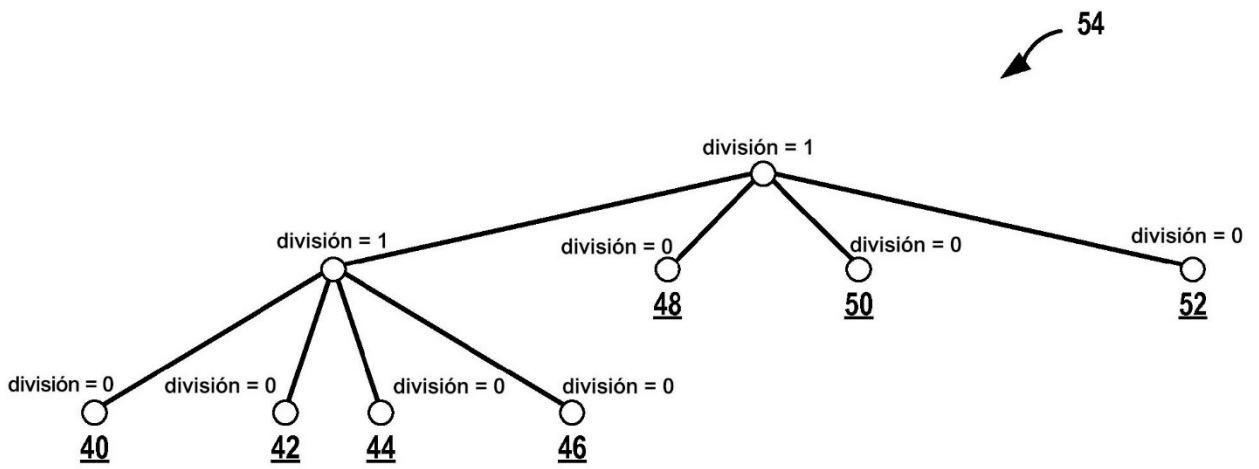 54
división = 1
división = 1
división = 0
división = 0
división = 0
48
50
52
división = 0
división = 0
división = 0
división = 0
40
42
44
46